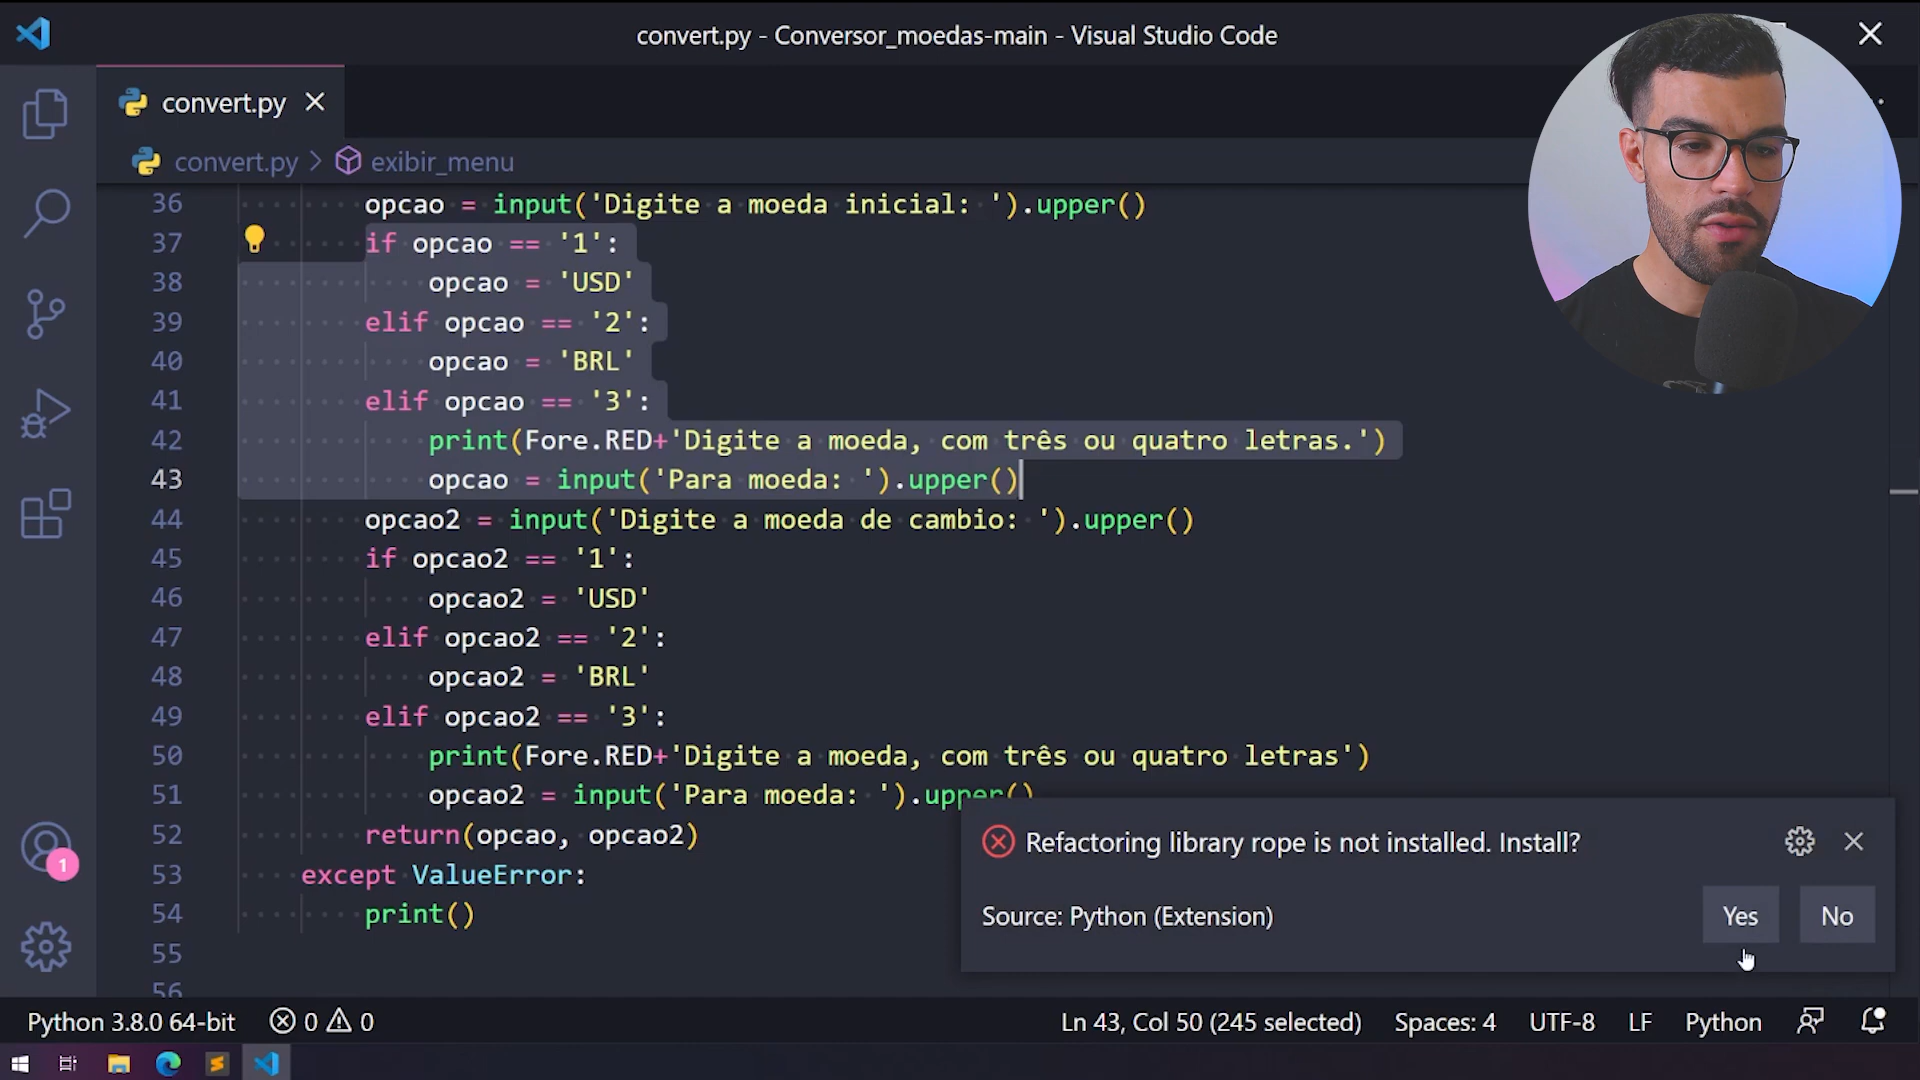 convert.py - Conversor_moedas-main - Visual Studio Code
convert.py
convert.py > exibir_menu
36 opcao = input('Digite a moeda inicial: ').upper()
37 if opcao == '1':
38 opcao = 'USD'
39 elif opcao == '2':
40 opcao = 'BRL'
41 elif opcao == '3':
42 print(Fore.RED+'Digite a moeda, com três ou quatro letras.')
43 opcao = input('Para moeda: ').upper()
44 opcao2 = input('Digite a moeda de cambio: ').upper()
45 if opcao2 == '1':
46 opcao2 = 'USD'
47 elif opcao2 == '2':
48 opcao2 = 'BRL'
49 elif opcao2 == '3':
50 print(Fore.RED+'Digite a moeda, com três ou quatro letras')
51 opcao2 = input('Para moeda: ').upper()
52 return(opcao, opcao2)
53 except ValueError:
54 print()
55
56
1
Refactoring library rope is not installed. Install?
Source: Python (Extension)
Yes No
Python 3.8.0 64-bit 0 0 Ln 43, Col 50 (245 selected) Spaces: 4 UTF-8 LF Python